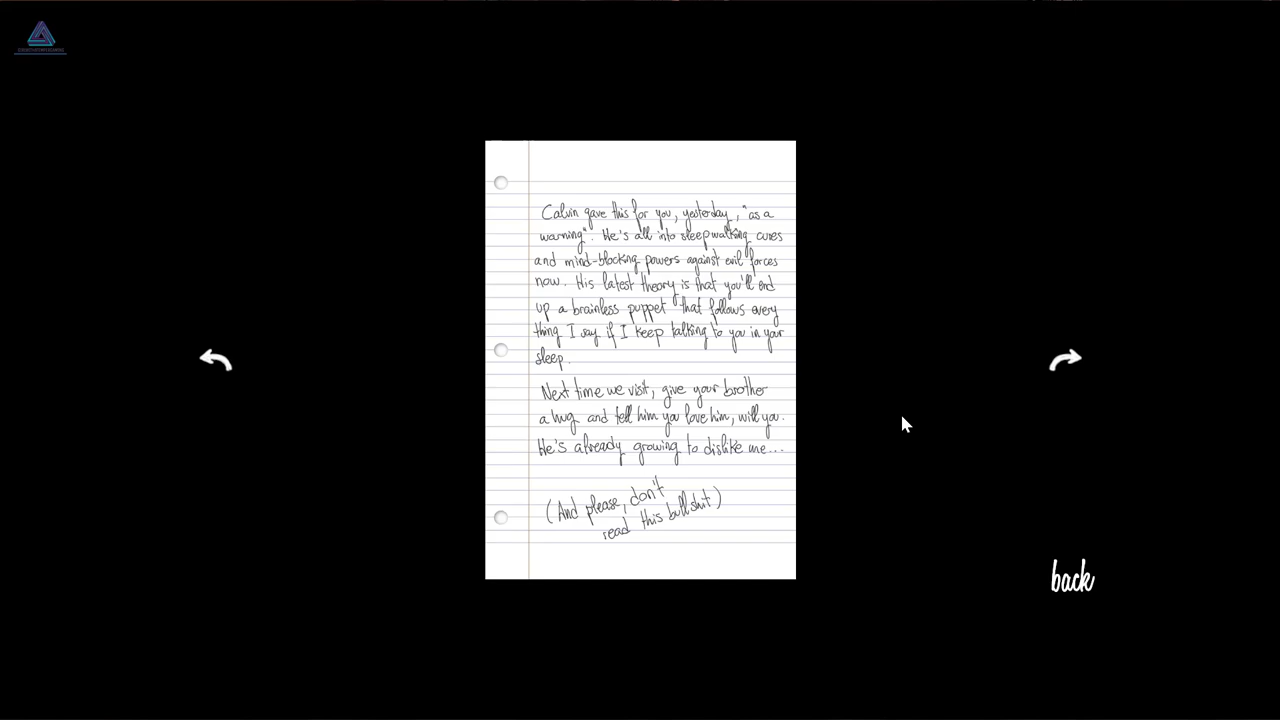 Calvin gave this for you, yesterday, "as a
warning". He's all into sleepwalking cures
and mind-blocking powers against evil forces
now. His latest theory is that you'll end
up a brainless puppet that follows every
thing I say if I keep talking to you in your
sleep.
Next time we visit, give your brother
a hug and tell him you love him, will you.
He's already growing to dislike me...
(And please, don't
read this bullshit)
back